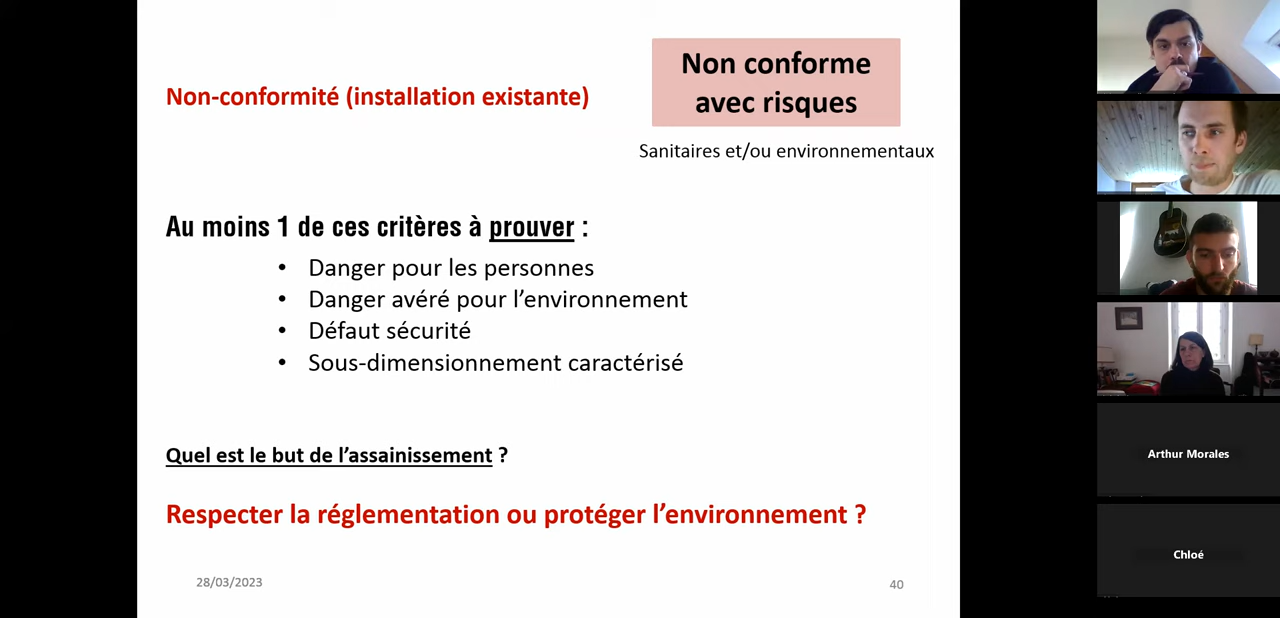 Non conforme
avec risques
Non-conformité (installation existante)
Sanitaires et/ou environnementaux
Au moins 1 de ces critères à prouver :
• Danger pour les personnes
• Danger avéré pour l’environnement
• Défaut sécurité
• Sous-dimensionnement caractérisé
Quel est le but de l’assainissement ?
Respecter la réglementation ou protéger l’environnement ?
28/03/2023
40
Arthur Morales
Chloé